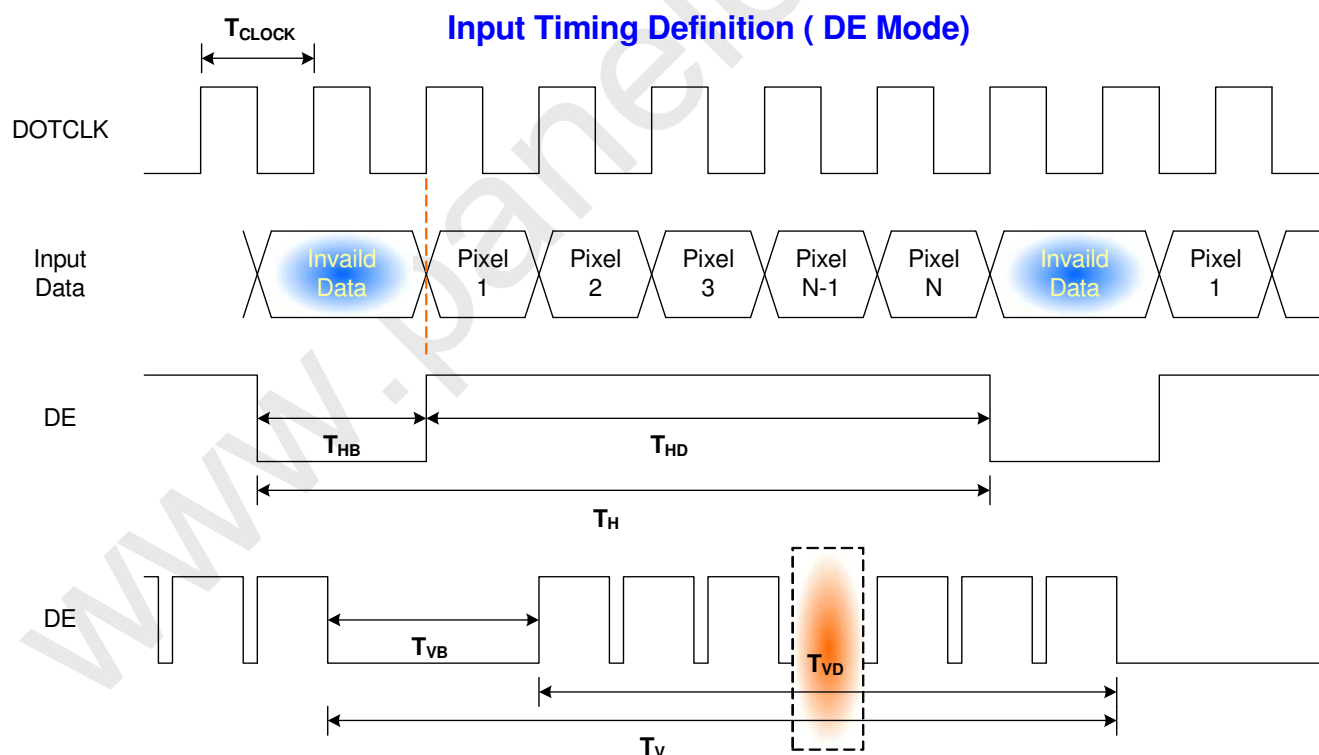 Input Timing Definition ( DE Mode)
T_CLOCK
DOTCLK
Input
Data
Invaild
Data
Pixel
1
Pixel
2
Pixel
3
Pixel
N-1
Pixel
N
Invaild
Data
Pixel
1
DE
T_HB
T_HD
T_H
DE
T_VB
T_VD
T_V